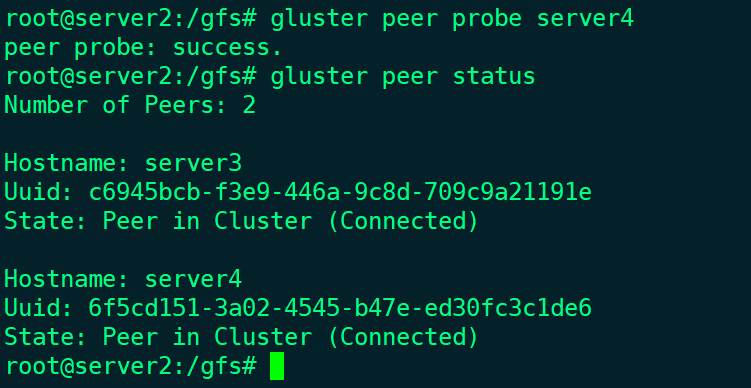 root@server2:/gfs# gluster peer probe server4
peer probe: success.
root@server2:/gfs# gluster peer status
Number of Peers: 2

Hostname: server3
Uuid: c6945bcb-f3e9-446a-9c8d-709c9a21191e
State: Peer in Cluster (Connected)

Hostname: server4
Uuid: 6f5cd151-3a02-4545-b47e-ed30fc3c1de6
State: Peer in Cluster (Connected)
root@server2:/gfs#